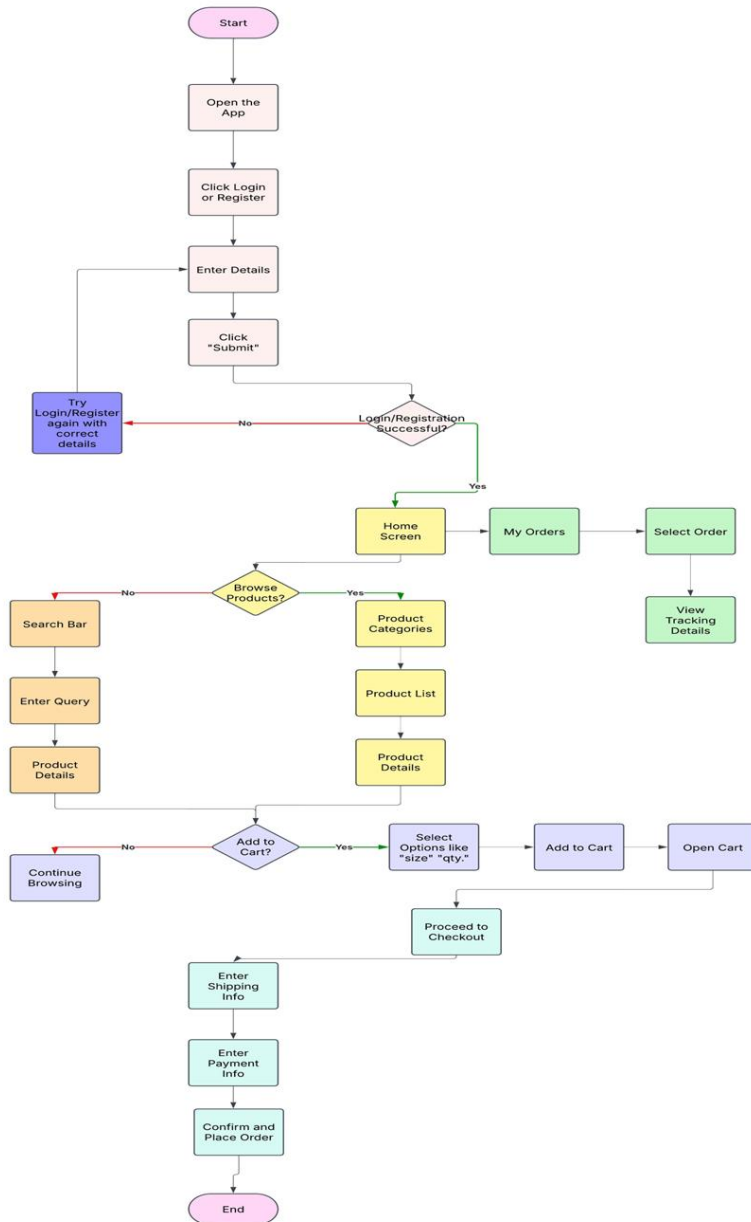 Start
Open the
App
Click Login
or Register
Enter Details
Click
"Submit"
Try
Login/Register
again with
correct
details
No
Login/Registration
Successful?
Yes
Home
Screen
My Orders
Select Order
View
Tracking
Details
Browse
Products?
No
Yes
Search Bar
Enter Query
Product
Details
Product
Categories
Product List
Product
Details
Add to
Cart?
No
Yes
Continue
Browsing
Select
Options like
"size" "qty."
Add to Cart
Open Cart
Proceed to
Checkout
Enter
Shipping
Info
Enter
Payment
Info
Confirm and
Place Order
End